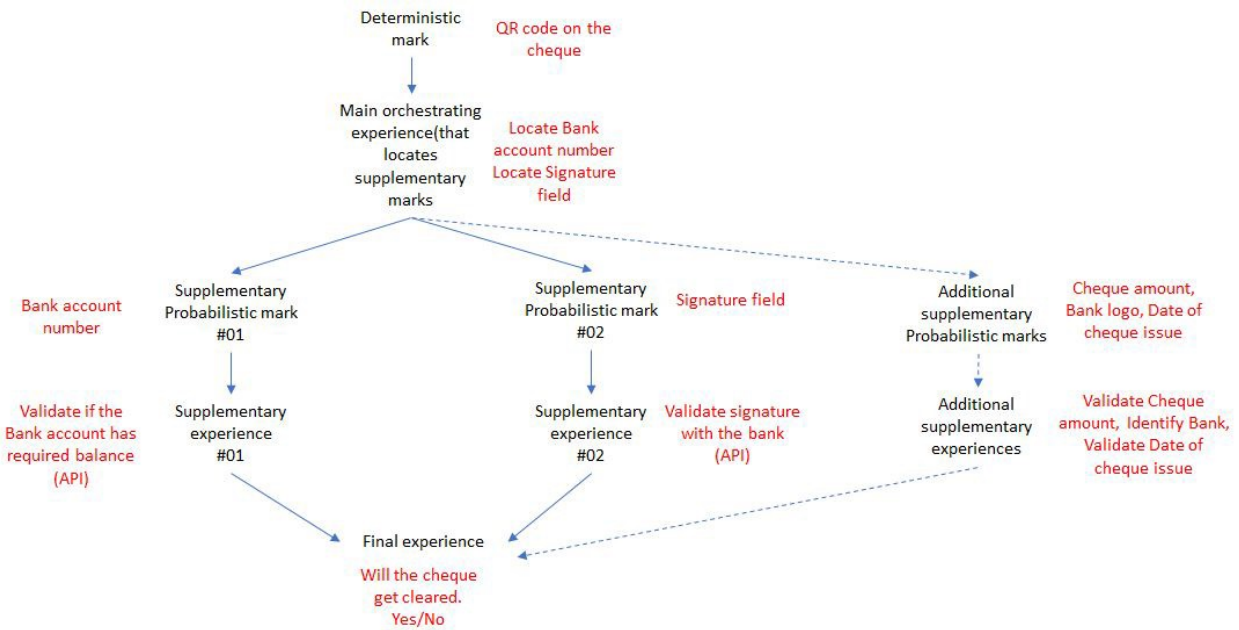 Deterministic
mark
QR code on the
cheque
Main orchestrating
experience(that
locates
supplementary
marks
Locate Bank
account number
Locate Signature
field
Bank account
number
Supplementary
Probabilistic mark
#01
Supplementary
Probabilistic mark
#02
Signature field
Additional
supplementary
Probabilistic marks
Cheque amount,
Bank logo, Date of
cheque issue
Validate if the
Bank account has
required balance
(API)
Supplementary
experience
#01
Supplementary
experience
#02
Validate signature
with the bank
(API)
Additional
supplementary
experiences
Validate Cheque
amount, Identify Bank,
Validate Date of
cheque issue
Final experience
Will the cheque
get cleared.
Yes/No